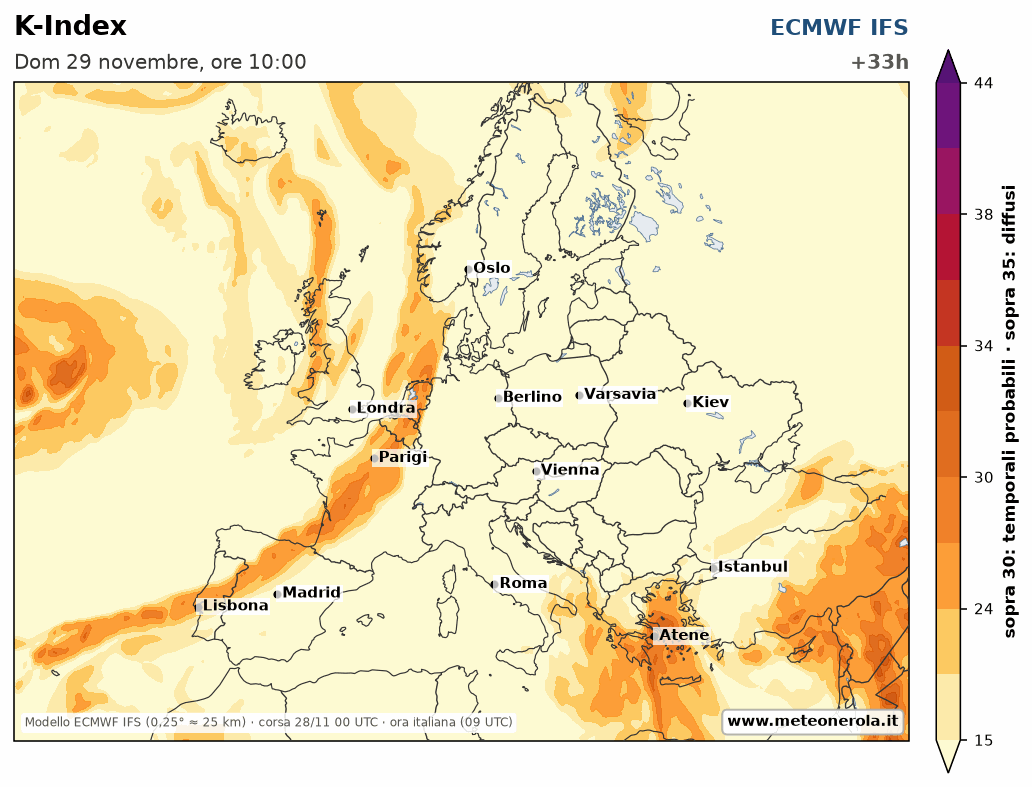 K-Index
ECMWF IFS
Dom 29 novembre, ore 10:00
+33h
44
38
34
30
24
15
sopra 30: temporali probabili · sopra 35: diffusi
Oslo
Berlino
Varsavia
Kiev
Londra
Parigi
Vienna
Istanbul
Roma
Madrid
Lisbona
Atene
Modello ECMWF IFS (0,25° ≈ 25 km) · corsa 28/11 00 UTC · ora italiana (09 UTC)
www.meteonerola.it